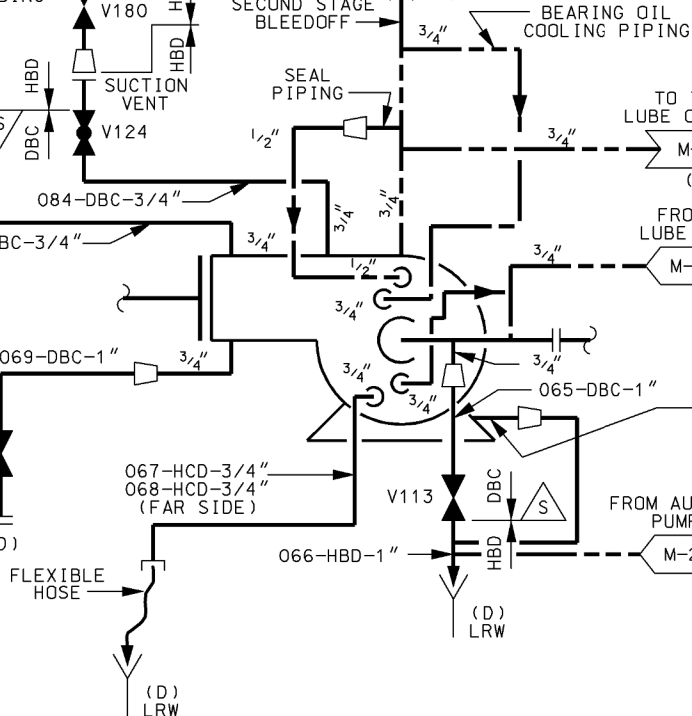 V180
HBD
SECOND STAGE
BLEEDOFF
3/4"
BEARING OIL
COOLING PIPING
HBD
SUCTION
VENT
SEAL
PIPING
HBD
DBC
S
V124
1/2"
3/4"
TO
LUBE
M-
084-DBC-3/4"
3/4"
3/4"
BC-3/4"
3/4"
1/2"
3/4"
FRO
LUBE
M-
3/4"
069-DBC-1"
3/4"
3/4"
3/4"
3/4"
065-DBC-1"
067-HCD-3/4"
068-HCD-3/4"
(FAR SIDE)
V113
DBC
S
HBD
FROM AU
PUMP
M-2
066-HBD-1"
FLEXIBLE
HOSE
(D)
LRW
(D)
LRW